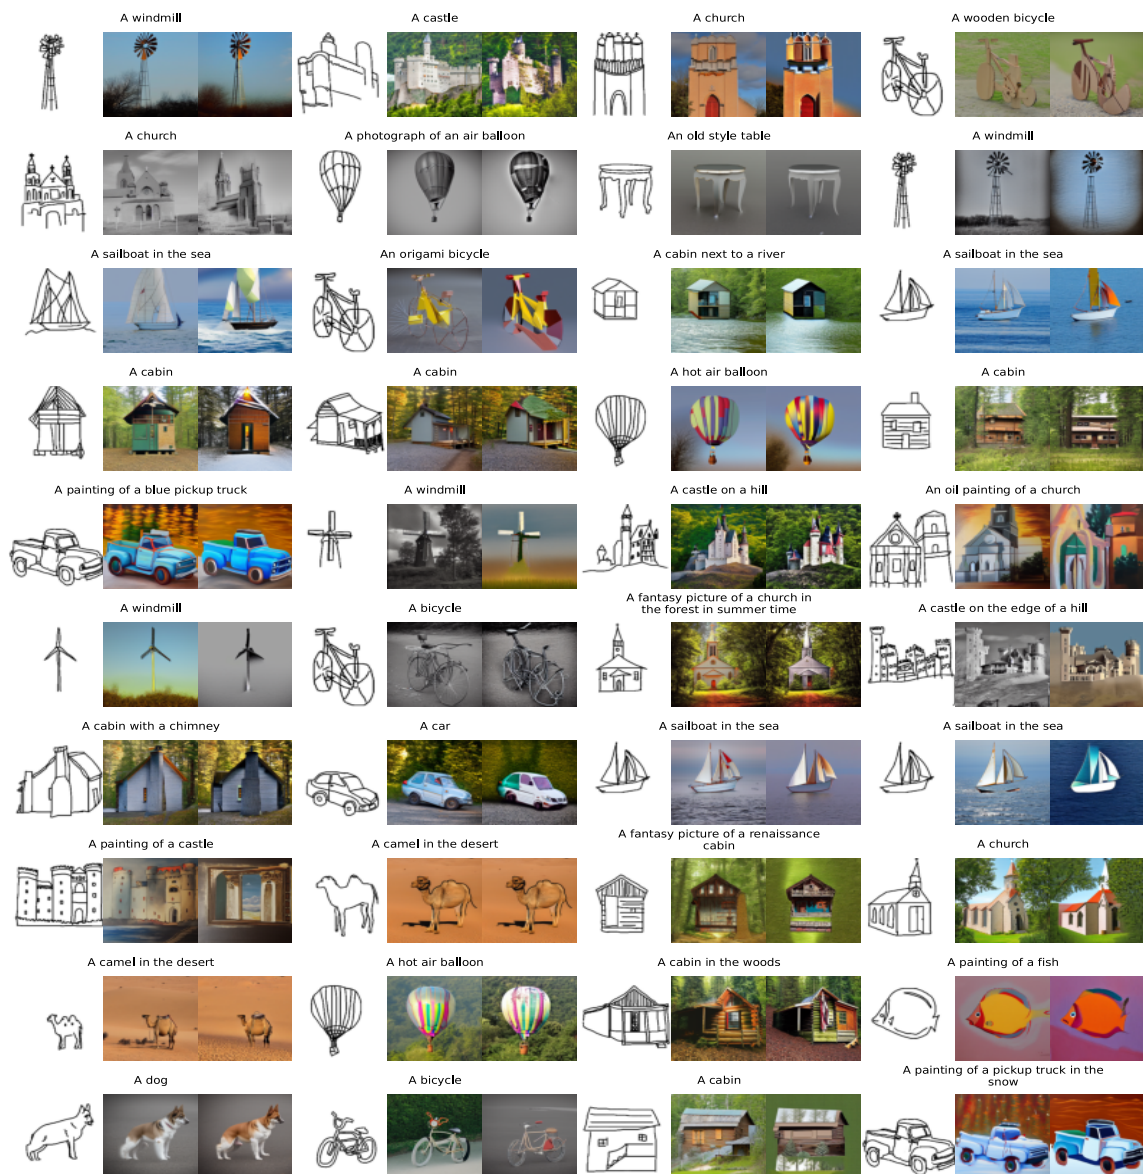 A windmill
A castle
A church
A wooden bicycle
A church
A photograph of an air balloon
An old style table
A windmill
A sailboat in the sea
An origami bicycle
A cabin next to a river
A sailboat in the sea
A cabin
A cabin
A hot air balloon
A cabin
A painting of a blue pickup truck
A windmill
A castle on a hill
An oil painting of a church
A windmill
A bicycle
A fantasy picture of a church in
the forest in summer time
A castle on the edge of a hill
A cabin with a chimney
A car
A sailboat in the sea
A sailboat in the sea
A painting of a castle
A camel in the desert
A fantasy picture of a renaissance
cabin
A church
A camel in the desert
A hot air balloon
A cabin in the woods
A painting of a fish
A dog
A bicycle
A cabin
A painting of a pickup truck in the
snow